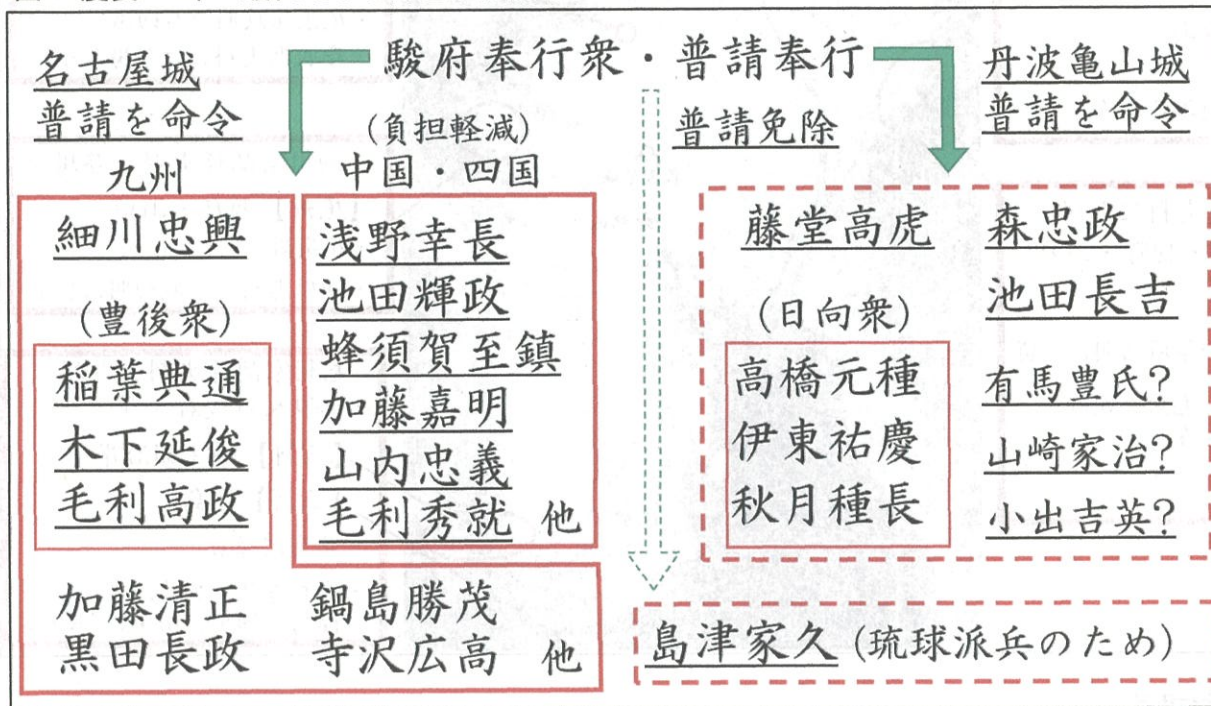 駿府奉行衆・普請奉行
名古屋城
普請を命令
九州
細川忠興
(豊後衆)
稲葉典通
木下延俊
毛利高政
加藤清正 鍋島勝茂
黒田長政 寺沢広高 他
(負担軽減)
中国・四国
浅野幸長
池田輝政
蜂須賀至鎮
加藤嘉明
山内忠義
毛利秀就 他
普請免除
島津家久(琉球派兵のため)
丹波亀山城
普請を命令
藤堂高虎
(日向衆)
高橋元種
伊東祐慶
秋月種長
森忠政
池田長吉
有馬豊氏?
山崎家治?
小出吉英?